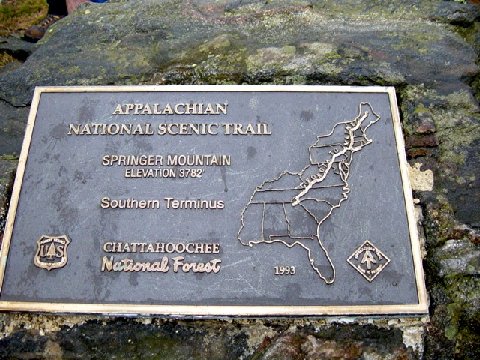 APPALACHIAN
NATIONAL SCENIC TRAIL
SPRINGER MOUNTAIN
ELEVATION 3782'
Southern Terminus
CHATTAHOOCHEE
National Forest
1993
U S